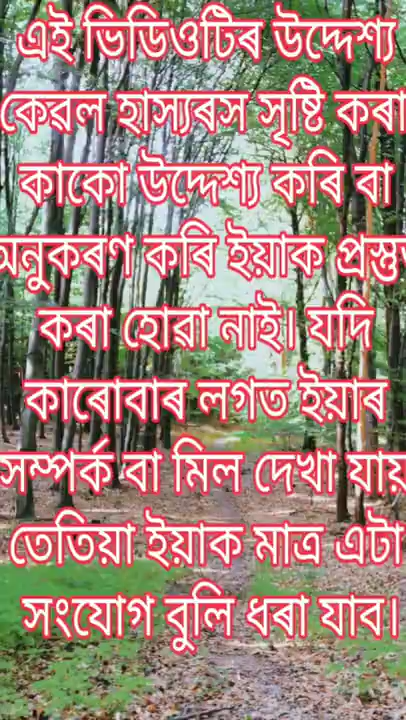 এই ভিডিওটিৰ উদ্দেশ্য
কেৱল হাস্যৰস সৃষ্টি কৰা
কাকো উদ্দেশ্য কৰি বা
অনুকৰণ কৰি ইয়াক প্ৰস্তুত
কৰা হোৱা নাই। যদি
কাৰোবাৰ লগত ইয়াৰ
সম্পৰ্ক বা মিল দেখা যায়
তেতিয়া ইয়াক মাত্ৰ এটা
সংযোগ বুলি ধৰা যাব।